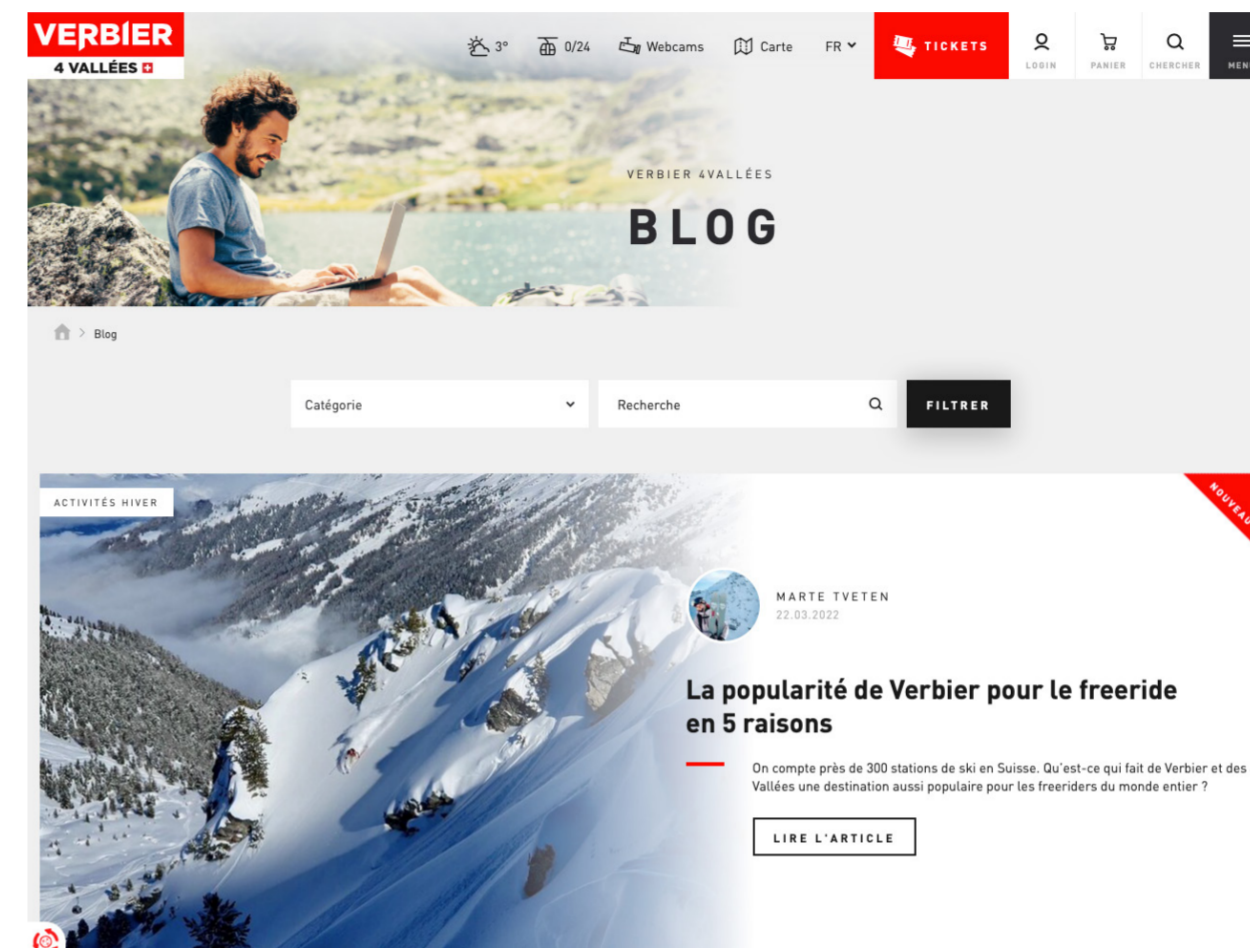 VERBIER
4 VALLÉES
3°
0/24
Webcams
Carte
FR
TICKETS
LOGIN
PANIER
CHERCHER
VERBIER 4VALLÉES
BLOG
> Blog
Catégorie
Recherche
FILTRER
ACTIVITÉS HIVER
MARTE TVETEN
22.03.2022
La popularité de Verbier pour le freeride
en 5 raisons
On compte près de 300 stations de ski en Suisse. Qu'est-ce qui fait de Verbier et des
Vallées une destination aussi populaire pour les freeriders du monde entier ?
LIRE L'ARTICLE